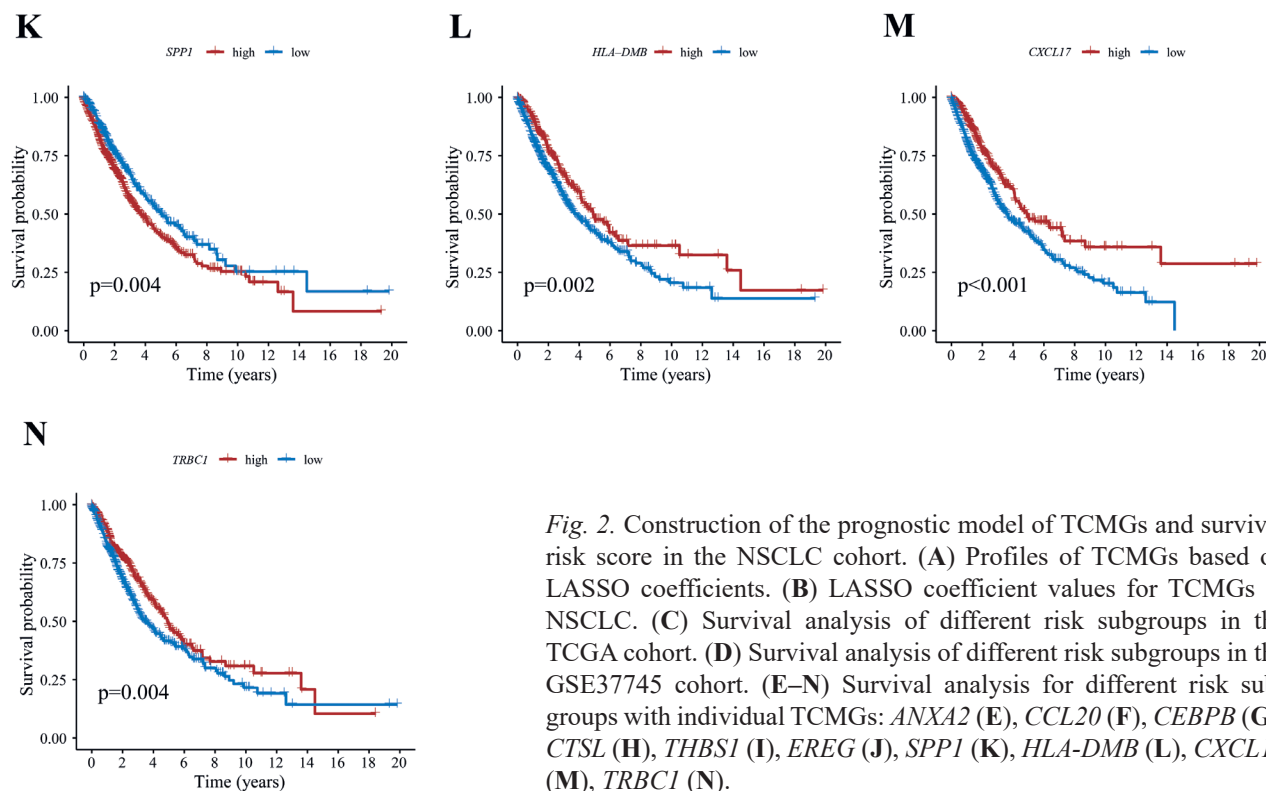 K
L
M
SPP1 high low
HLA–DMB high low
CXCL17 high low
Survival probability
1.00
0.75
0.50
0.25
0.00
p=0.004
0 2 4 6 8 10 12 14 16 18 20
Time (years)
Survival probability
1.00
0.75
0.50
0.25
0.00
p=0.002
0 2 4 6 8 10 12 14 16 18 20
Time (years)
Survival probability
1.00
0.75
0.50
0.25
0.00
p<0.001
0 2 4 6 8 10 12 14 16 18 20
Time (years)
N
TRBC1 high low
Survival probability
1.00
0.75
0.50
0.25
0.00
p=0.004
0 2 4 6 8 10 12 14 16 18 20
Time (years)
Fig. 2. Construction of the prognostic model of TCMGs and surviv
risk score in the NSCLC cohort. (A) Profiles of TCMGs based o
LASSO coefficients. (B) LASSO coefficient values for TCMGs
NSCLC. (C) Survival analysis of different risk subgroups in th
TCGA cohort. (D) Survival analysis of different risk subgroups in th
GSE37745 cohort. (E–N) Survival analysis for different risk sub
groups with individual TCMGs: ANXA2 (E), CCL20 (F), CEBPB (G
CTSL (H), THBS1 (I), EREG (J), SPP1 (K), HLA-DMB (L), CXCL1
(M), TRBC1 (N).